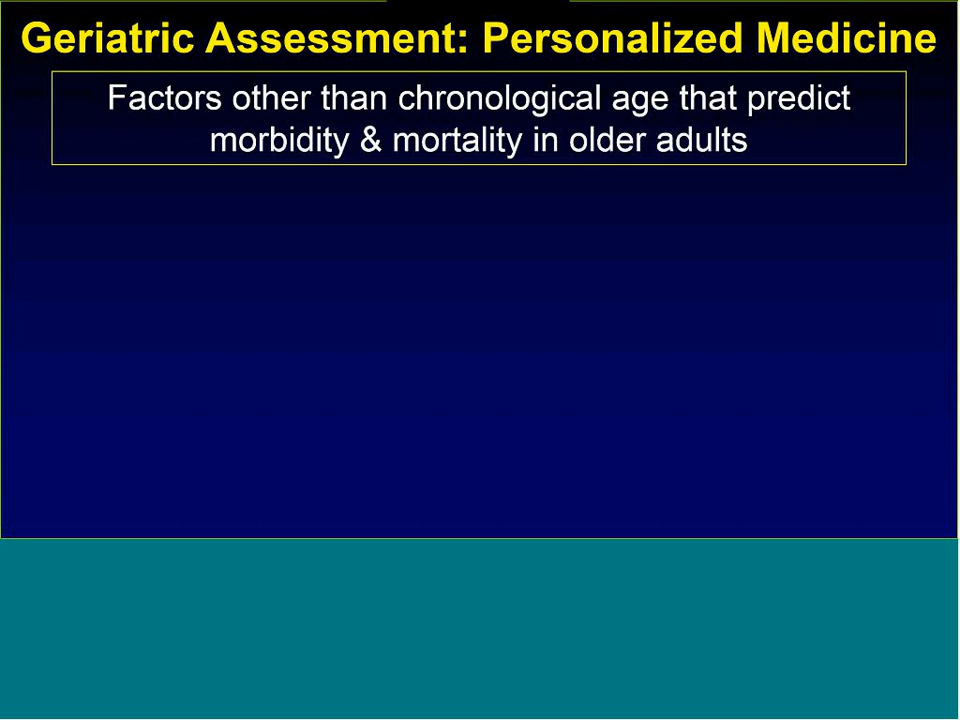 Geriatric Assessment: Personalized Medicine
Factors other than chronological age that predict
morbidity & mortality in older adults